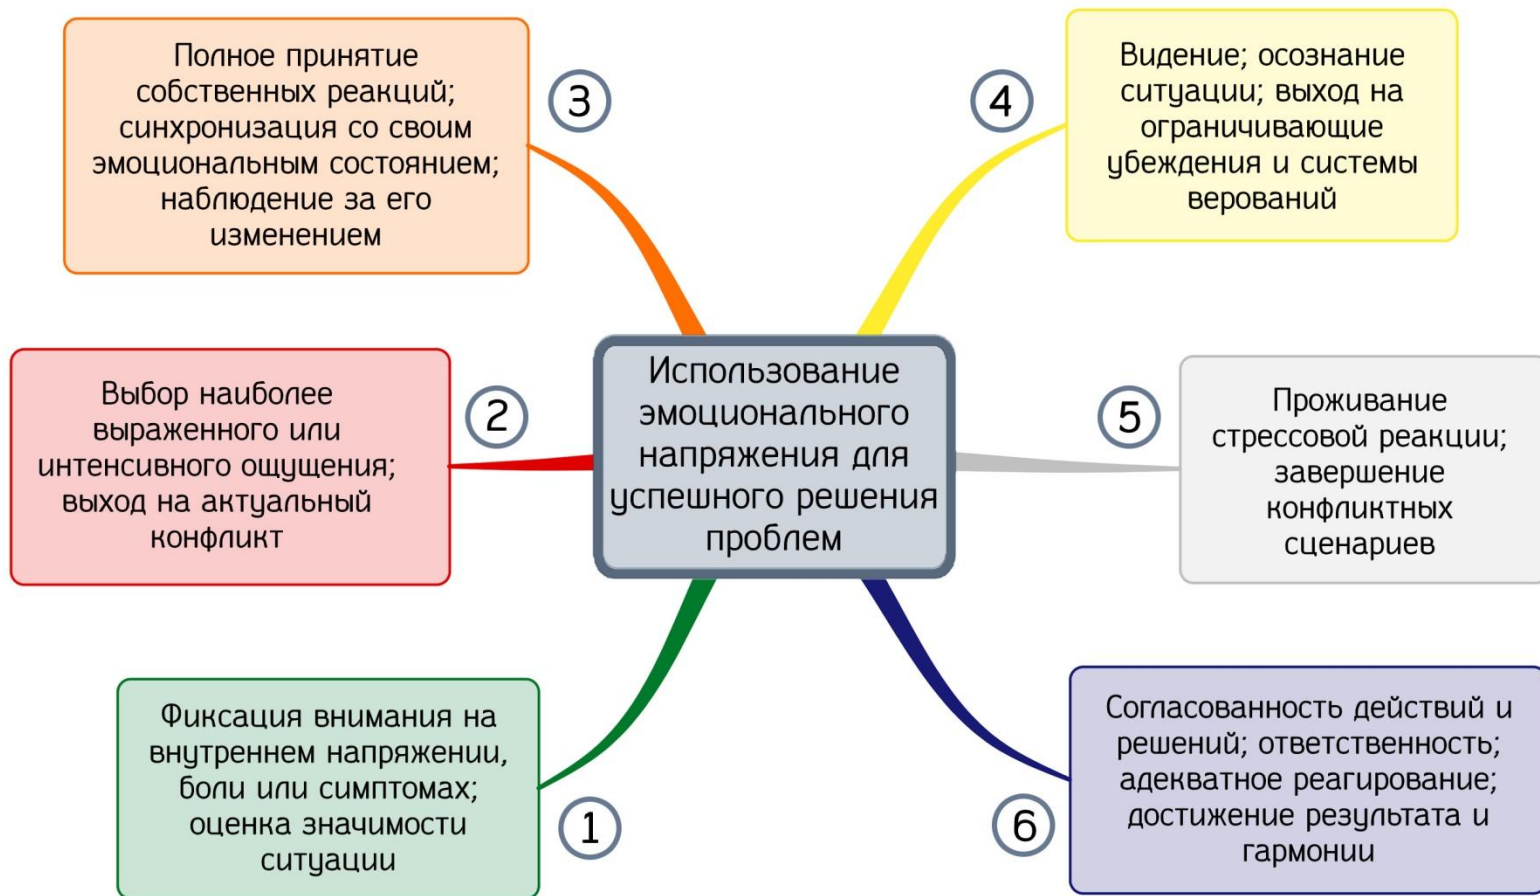 Полное принятие
собственных реакций;
синхронизация со своим
эмоциональным состоянием;
наблюдение за его
изменением
3
4
Видение; осознание
ситуации; выход на
ограничивающие
убеждения и системы
верований
Выбор наиболее
выраженного или
интенсивного ощущения;
выход на актуальный
конфликт
2
Использование
эмоционального
напряжения для
успешного решения
проблем
5
Проживание
стрессовой реакции;
завершение
конфликтных
сценариев
Фиксация внимания на
внутреннем напряжении,
боли или симптомах;
оценка значимости
ситуации
1
6
Согласованность действий и
решений; ответственность;
адекватное реагирование;
достижение результата и
гармонии